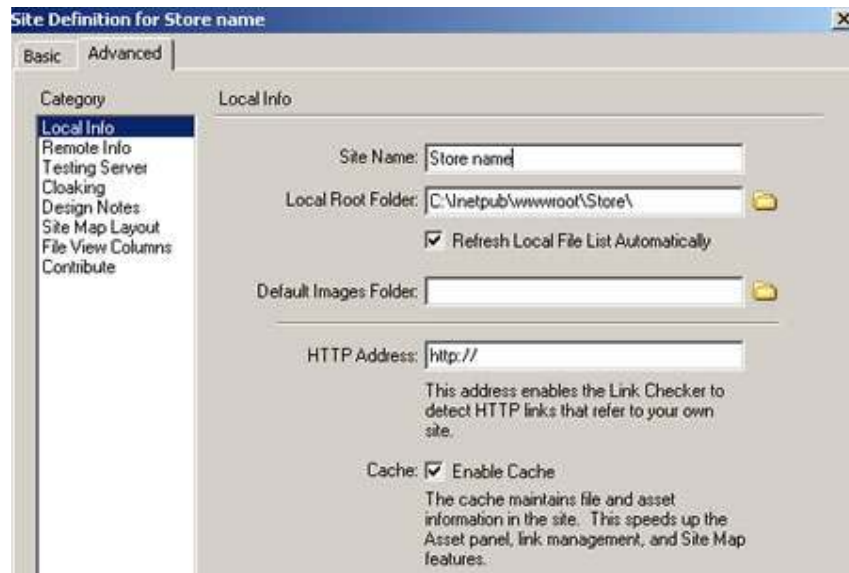 Site Definition for Store name
Basic
Advanced
Category
Local Info
Remote Info
Testing Server
Cloaking
Design Notes
Site Map Layout
File View Columns
Contribute
Local Info
Site Name: Store name
Local Root Folder: C:\Inetpub\wwwroot\Store\
Refresh Local File List Automatically
Default Images Folder:
HTTP Address: http://
This address enables the Link Checker to
detect HTTP links that refer to your own
site.
Cache: Enable Cache
The cache maintains file and asset
information in the site. This speeds up the
Asset panel, link management, and Site Map
features.